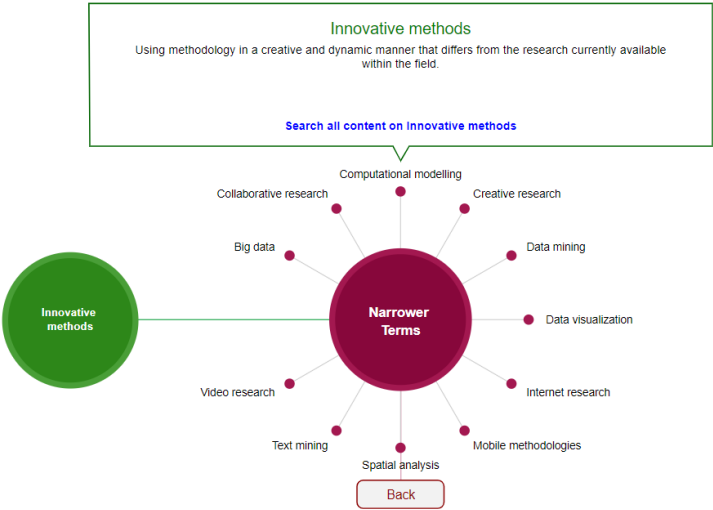 Innovative methods
Using methodology in a creative and dynamic manner that differs from the research currently available
within the field.
Search all content on Innovative methods
Computational modelling
Collaborative research
Creative research
Big data
Data mining
Innovative
methods
Narrower
Terms
Data visualization
Video research
Internet research
Text mining
Mobile methodologies
Spatial analysis
Back